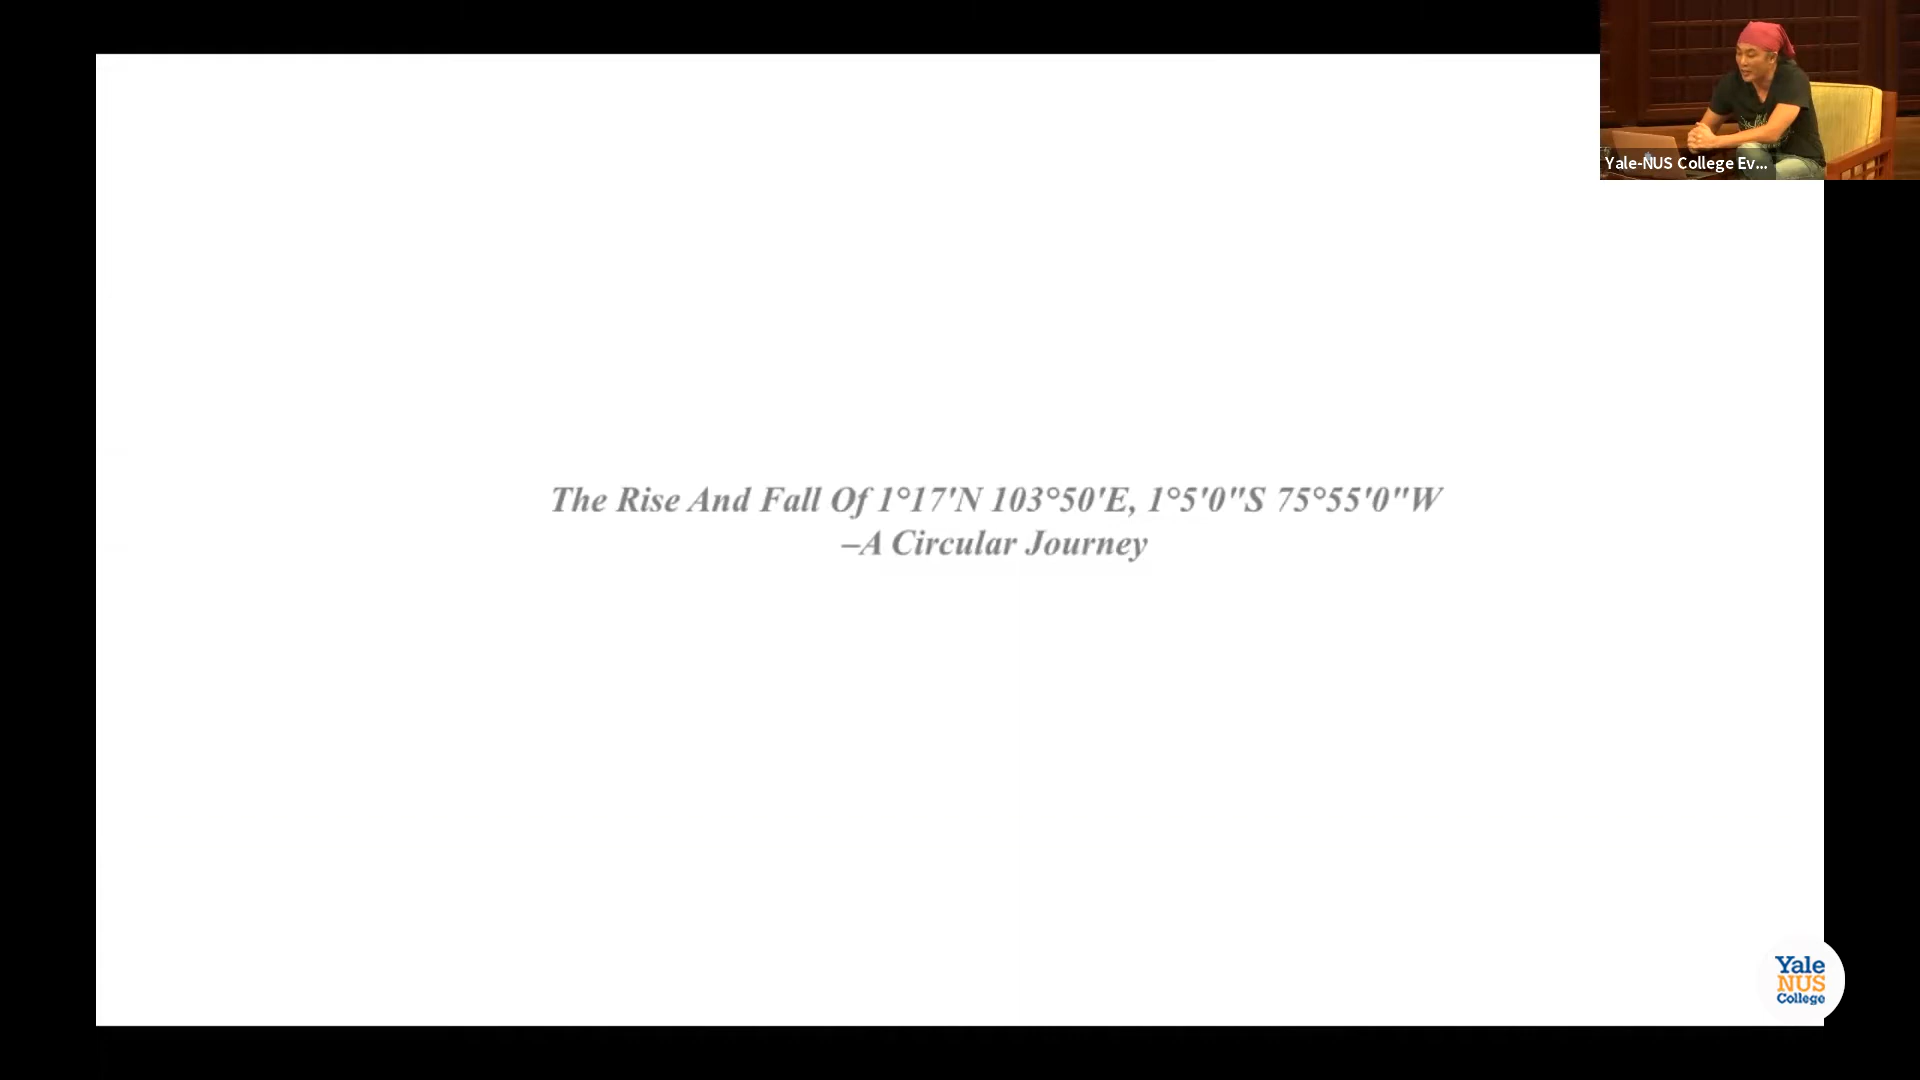 Yale-NUS College Ev...
The Rise And Fall Of 1°17'N 103°50'E, 1°5'0"S 75°55'0"W
–A Circular Journey
Yale
NUS
College